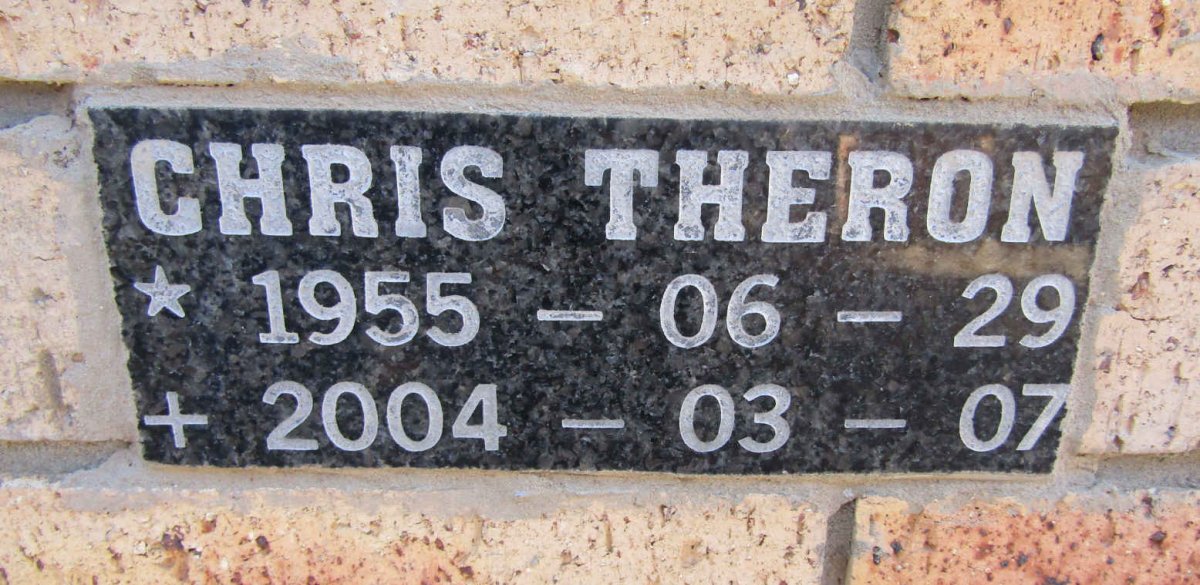 CHRIS THERON
★ 1955 – 06 – 29
+ 2004 – 03 – 07